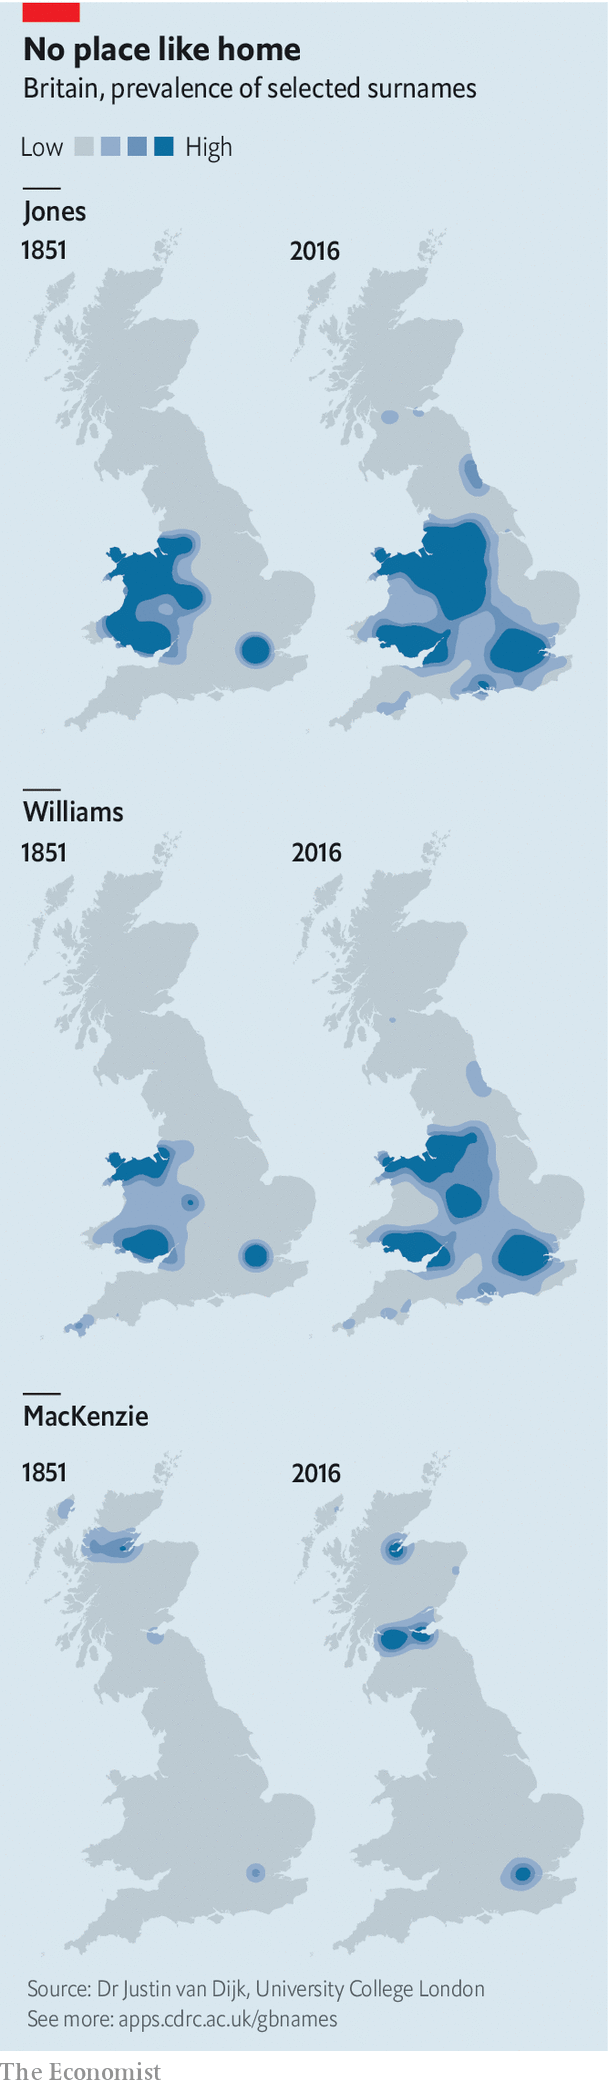 No place like home
Britain, prevalence of selected surnames
Low High
Jones
1851 2016
Williams
1851 2016
MacKenzie
1851 2016
Source: Dr Justin van Dijk, University College London
See more: apps.cdrc.ac.uk/gbnames
The Economist